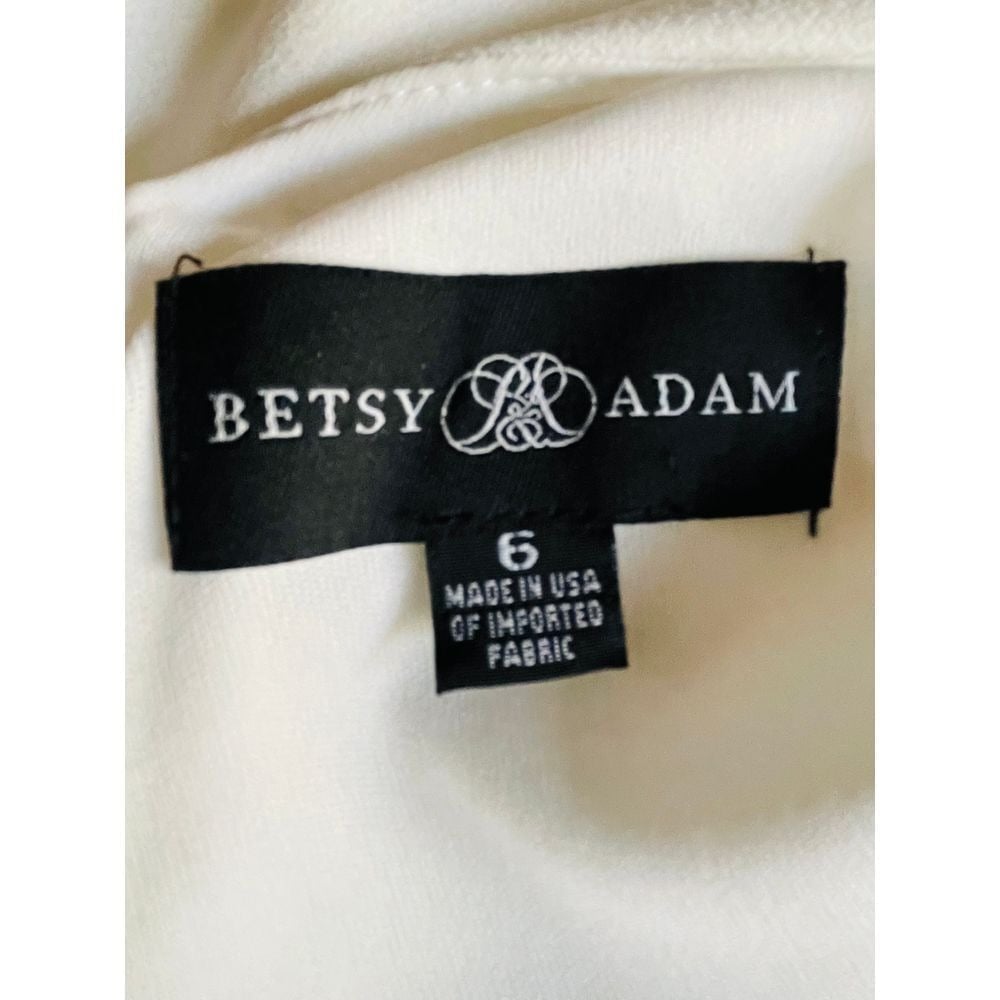 BETSY B&A ADAM
6
MADE IN USA
OF IMPORTED
FABRIC